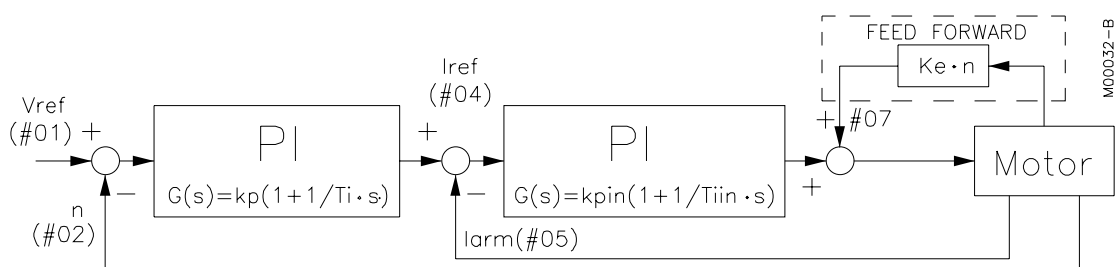 FEED FORWARD
Ke·n
M00032-B
Iref
(#04)
Vref
(#01)
+
+
+
#07
PI
G(s)=kp(1+1/Ti·s)
PI
G(s)=kpin(1+1/Tiin·s)
Motor
−
−
+
n
(#02)
Iarm(#05)